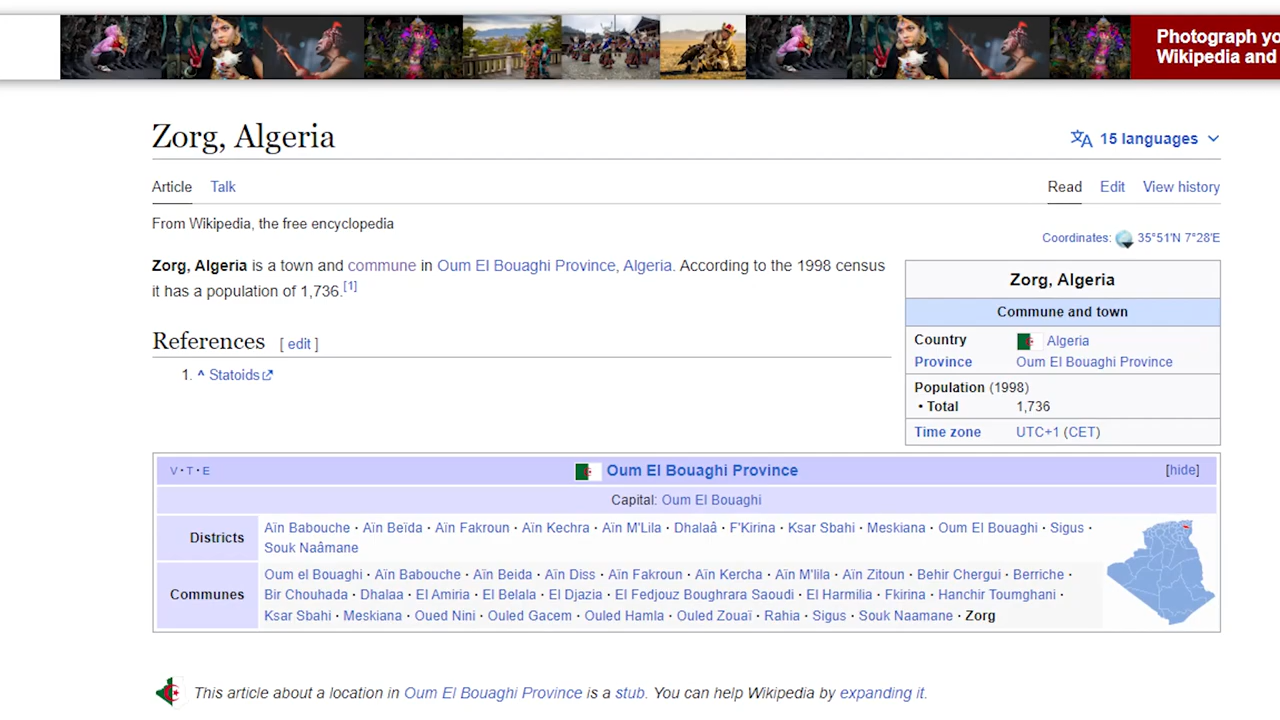 Photograph yo
Wikipedia and
Zorg, Algeria
15 languages
Article Talk
Read Edit View history
From Wikipedia, the free encyclopedia
Coordinates: 35°51′N 7°28′E
Zorg, Algeria is a town and commune in Oum El Bouaghi Province, Algeria. According to the 1998 census
it has a population of 1,736.[1]
References [ edit ]
1. ^ Statoids
Zorg, Algeria
Commune and town
Country Algeria
Province Oum El Bouaghi Province
Population (1998)
• Total 1,736
Time zone UTC+1 (CET)
V · T · E Oum El Bouaghi Province [hide]
Capital: Oum El Bouaghi
Districts
Aïn Babouche · Aïn Beïda · Aïn Fakroun · Aïn Kechra · Aïn M'Lila · Dhalaâ · F'Kirina · Ksar Sbahi · Meskiana · Oum El Bouaghi · Sigus ·
Souk Naâmane
Communes
Oum el Bouaghi · Aïn Babouche · Aïn Beida · Aïn Diss · Aïn Fakroun · Aïn Kercha · Aïn M'lila · Aïn Zitoun · Behir Chergui · Berriche ·
Bir Chouhada · Dhalaa · El Amiria · El Belala · El Djazia · El Fedjouz Boughrara Saoudi · El Harmilia · Fkirina · Hanchir Toumghani ·
Ksar Sbahi · Meskiana · Oued Nini · Ouled Gacem · Ouled Hamla · Ouled Zouaï · Rahia · Sigus · Souk Naamane · Zorg
This article about a location in Oum El Bouaghi Province is a stub. You can help Wikipedia by expanding it.